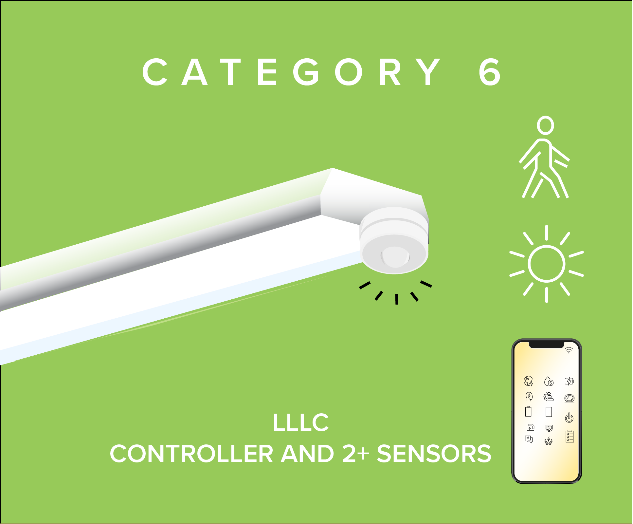 CATEGORY 6
LLLC
CONTROLLER AND 2+ SENSORS